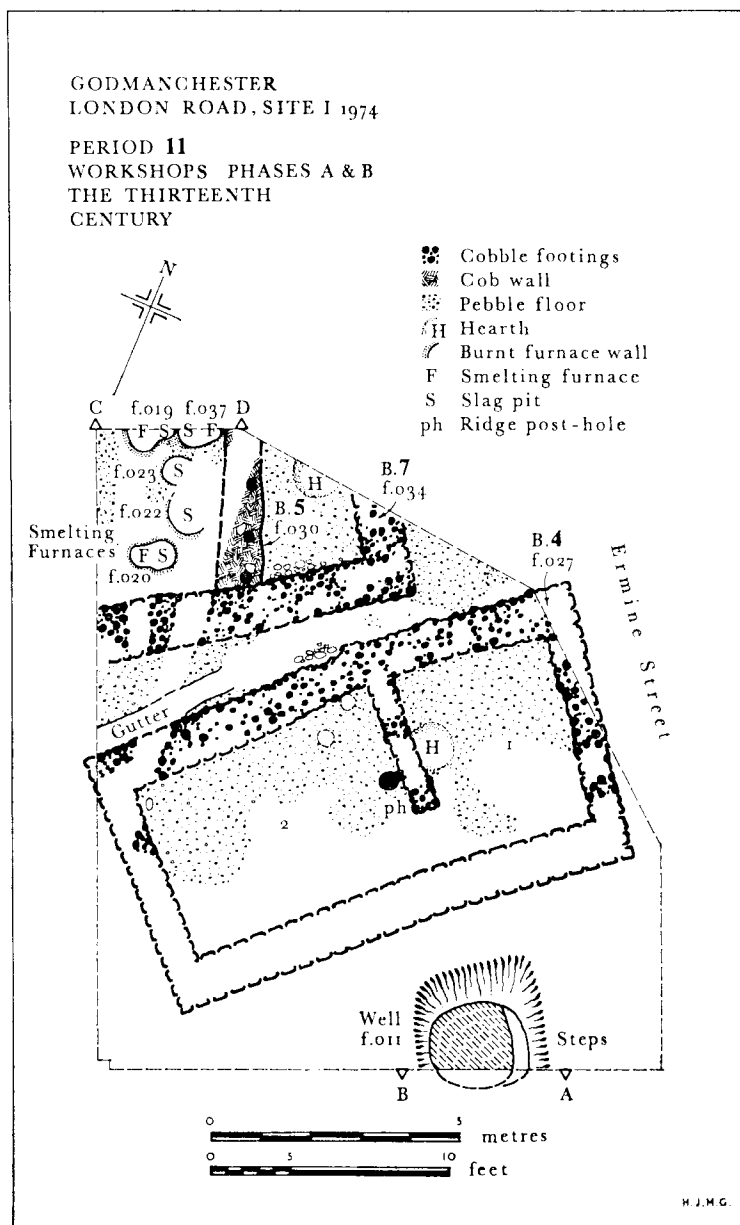 GODMANCHESTER
LONDON ROAD, SITE I 1974
PERIOD 11
WORKSHOPS PHASES A & B
THE THIRTEENTH
CENTURY
Cobble footings
Cob wall
Pebble floor
H Hearth
Burnt furnace wall
F Smelting furnace
S Slag pit
ph Ridge post-hole
N
C f.019 f.037 D
F S S F
f.023 S
H
B.7
f.034
f.022 S
B.5
f.030
B.4
f.027
Smelting
Furnaces
F S
f.020
Ermine Street
Gutter
H 1
ph
2
Well
f.011
Steps
B A
0 5
metres
0 5 10
feet
H.J.M.G.